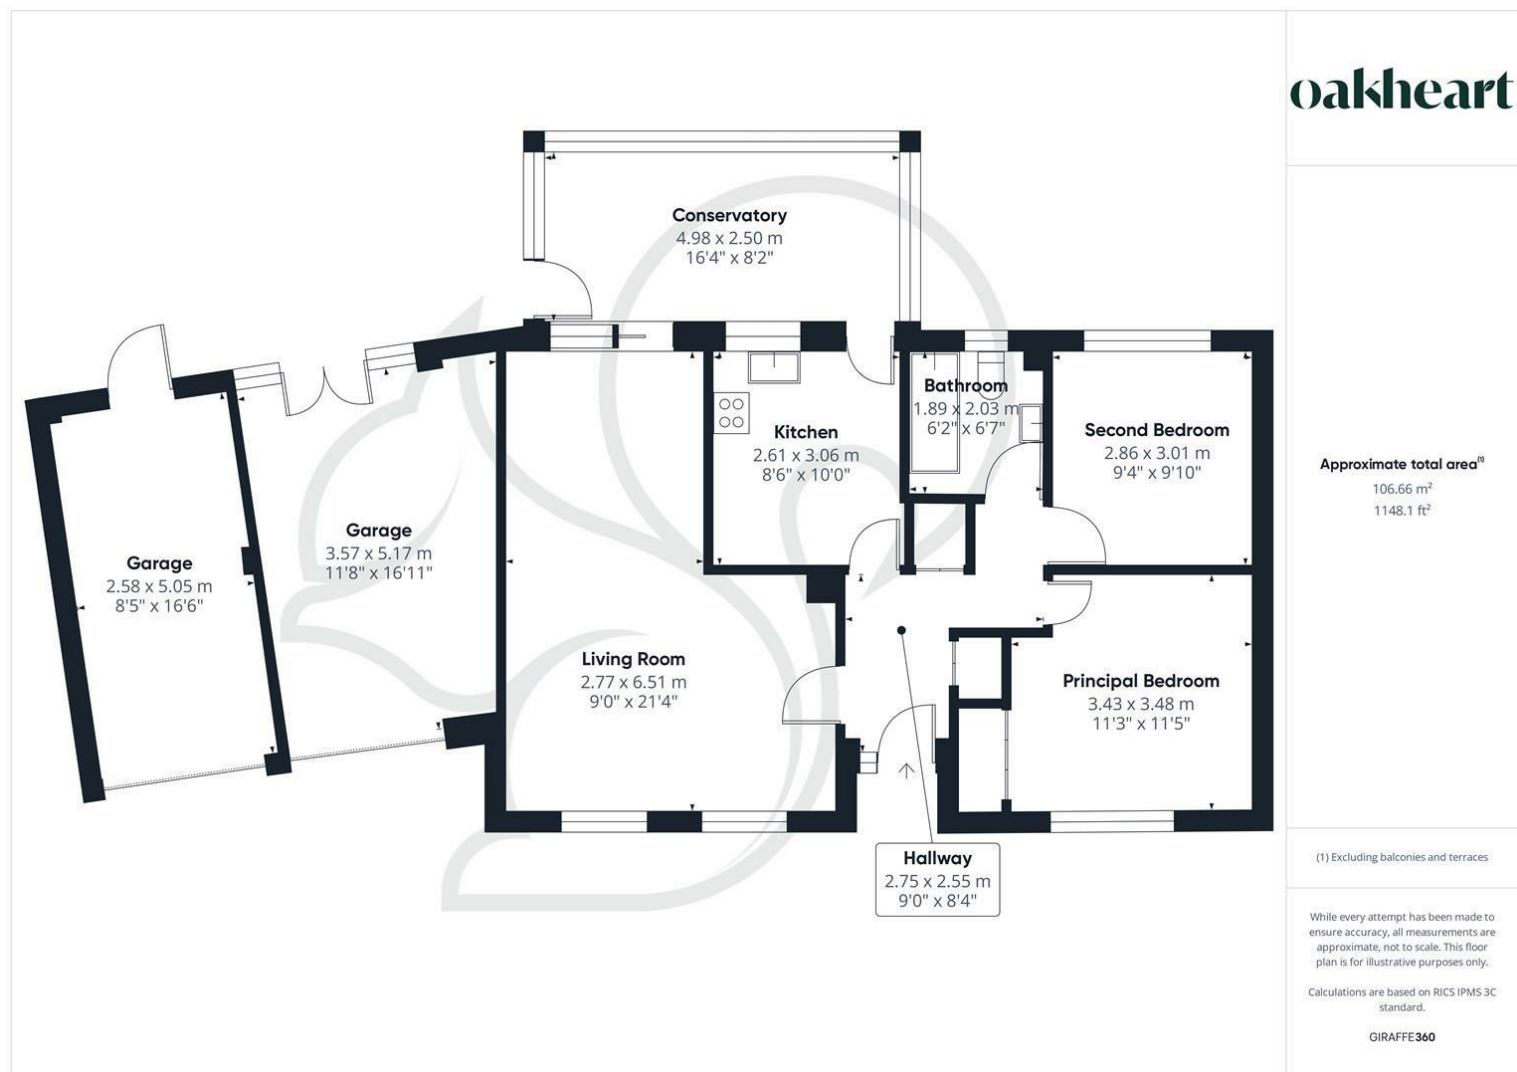 oakheart
Conservatory
4.98 x 2.50 m
16'4" x 8'2"
Bathroom
1.89 x 2.03 m
6'2" x 6'7"
Kitchen
2.61 x 3.06 m
8'6" x 10'0"
Second Bedroom
2.86 x 3.01 m
9'4" x 9'10"
Garage
3.57 x 5.17 m
11'8" x 16'11"
Garage
2.58 x 5.05 m
8'5" x 16'6"
Living Room
2.77 x 6.51 m
9'0" x 21'4"
Principal Bedroom
3.43 x 3.48 m
11'3" x 11'5"
Hallway
2.75 x 2.55 m
9'0" x 8'4"
Approximate total area⁽¹⁾
106.66 m²
1148.1 ft²
(1) Excluding balconies and terraces
While every attempt has been made to
ensure accuracy, all measurements are
approximate, not to scale. This floor
plan is for illustrative purposes only.
Calculations are based on RICS IPMS 3C
standard.
GIRAFFE360